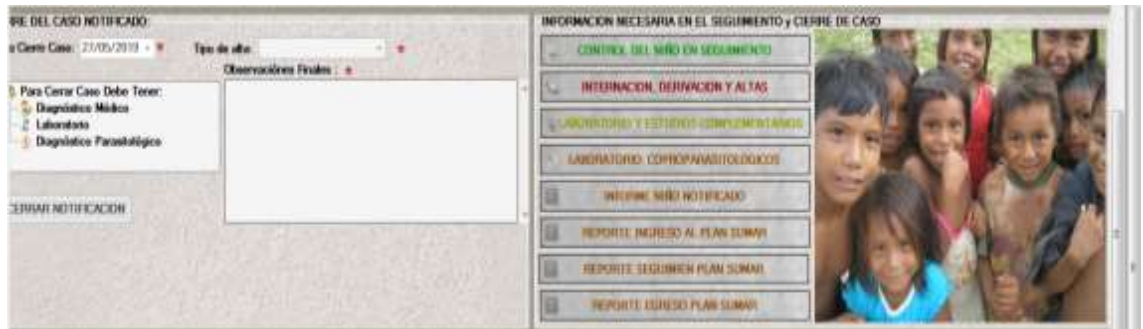 RRE DEL CASO NOTIFICADO:
a Cierre Caso: 27/05/2019
Tipo de alta:
Observaciónes Finales :
Para Cerrar Caso Debe Tener:
Diagnóstico Médico
Laboratorio
Diagnóstico Parasitológico
CERRAR NOTIFICACION
INFORMACION NECESARIA EN EL SEGUIMIENTO y CIERRE DE CASO
CONTROL DEL NIÑO EN SEGUIMIENTO
INTERNACION, DERIVACION Y ALTAS
LABORATORIO Y ESTUDIOS COMPLEMENTARIOS
LABORATORIO: COPROPARASITOLOGICOS
INFORME NIÑO NOTIFICADO
REPORTE INGRESO AL PLAN SUMAR
REPORTE SEGUIMIEN PLAN SUMAR
REPORTE EGRESO PLAN SUMAR